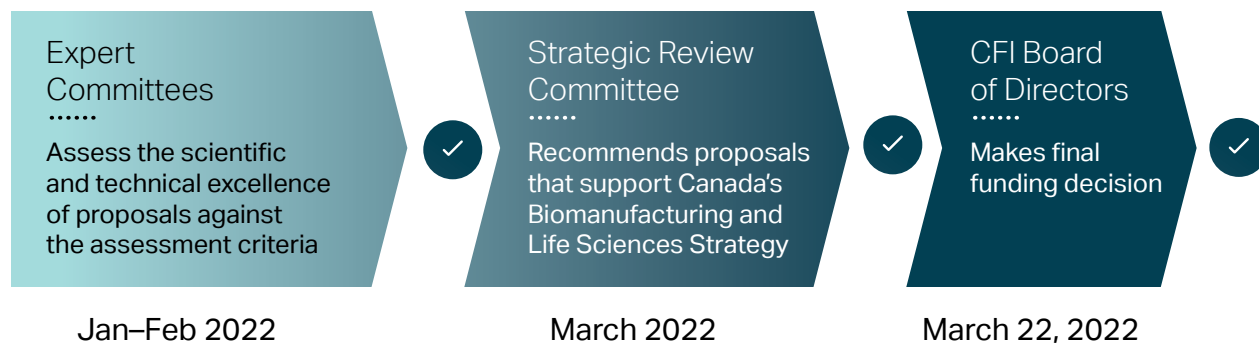 Expert
Committees
Assess the scientific
and technical excellence
of proposals against
the assessment criteria
Jan–Feb 2022
Strategic Review
Committee
Recommends proposals
that support Canada's
Biomanufacturing and
Life Sciences Strategy
March 2022
CFI Board
of Directors
Makes final
funding decision
March 22, 2022